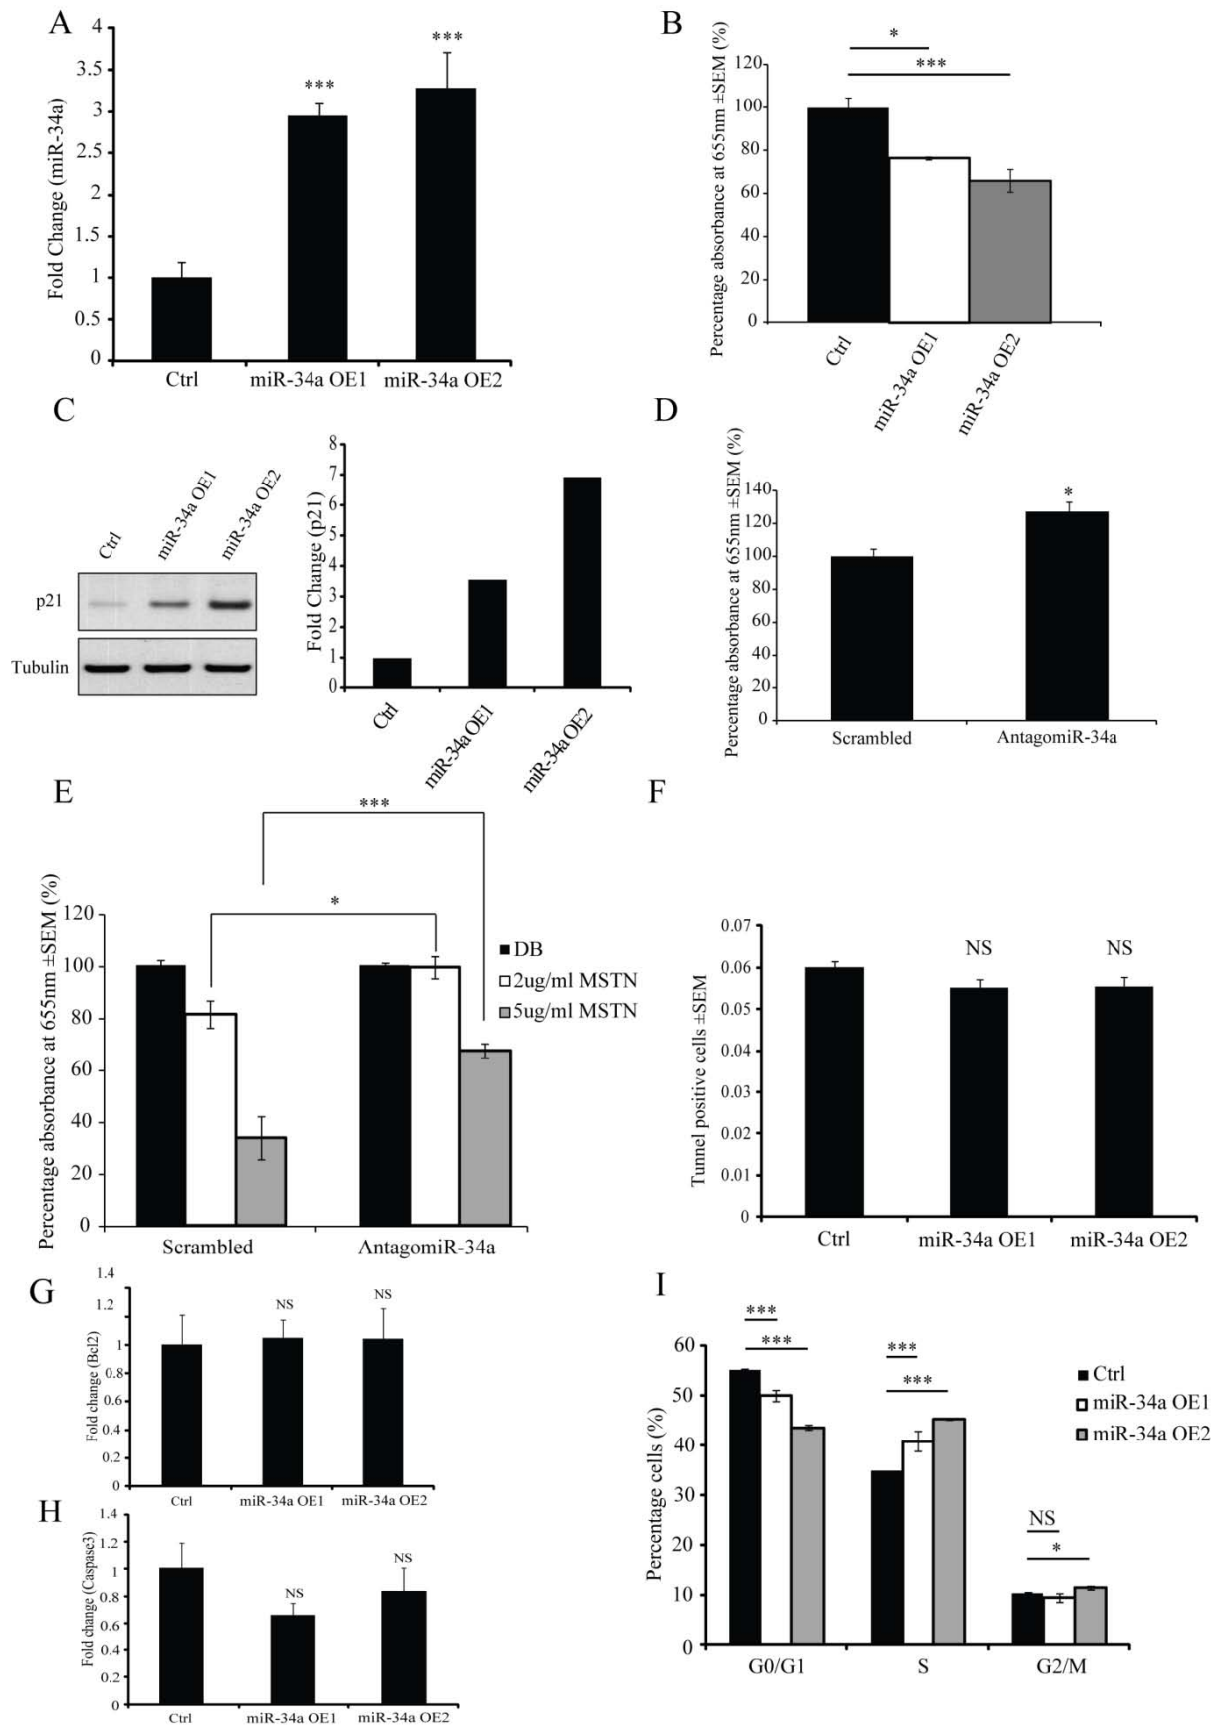 A
Fold Change (miR-34a)
4
3.5
3
2.5
2
1.5
1
0.5
0
***
***
Ctrl
miR-34a OE1
miR-34a OE2
B
Percentage absorbance at 655nm ±SEM (%)
120
100
80
60
40
20
0
*
***
Ctrl
miR-34a OE1
miR-34a OE2
C
Ctrl
miR-34a OE1
miR-34a OE2
p21
Tubulin
Fold Change (p21)
8
7
6
5
4
3
2
1
0
Ctrl
miR-34a OE1
miR-34a OE2
D
Percentage absorbance at 655nm ±SEM (%)
140
120
100
80
60
40
20
0
*
Scrambled
AntagomiR-34a
E
Percentage absorbance at 655nm ±SEM (%)
120
100
80
60
40
20
0
***
*
DB
2ug/ml MSTN
5ug/ml MSTN
Scrambled
AntagomiR-34a
F
Tunnel positive cells ±SEM
0.07
0.06
0.05
0.04
0.03
0.02
0.01
0
NS
NS
Ctrl
miR-34a OE1
miR-34a OE2
G
Fold change (Bcl2)
1.4
1.2
1
0.8
0.6
0.4
0.2
0
NS
NS
Ctrl
miR-34a OE1
miR-34a OE2
H
Fold change (Caspase3)
1.4
1.2
1
0.8
0.6
0.4
0.2
0
NS
NS
Ctrl
miR-34a OE1
miR-34a OE2
I
Percentage cells (%)
60
50
40
30
20
10
0
***
***
***
***
NS
*
Ctrl
miR-34a OE1
miR-34a OE2
G0/G1
S
G2/M